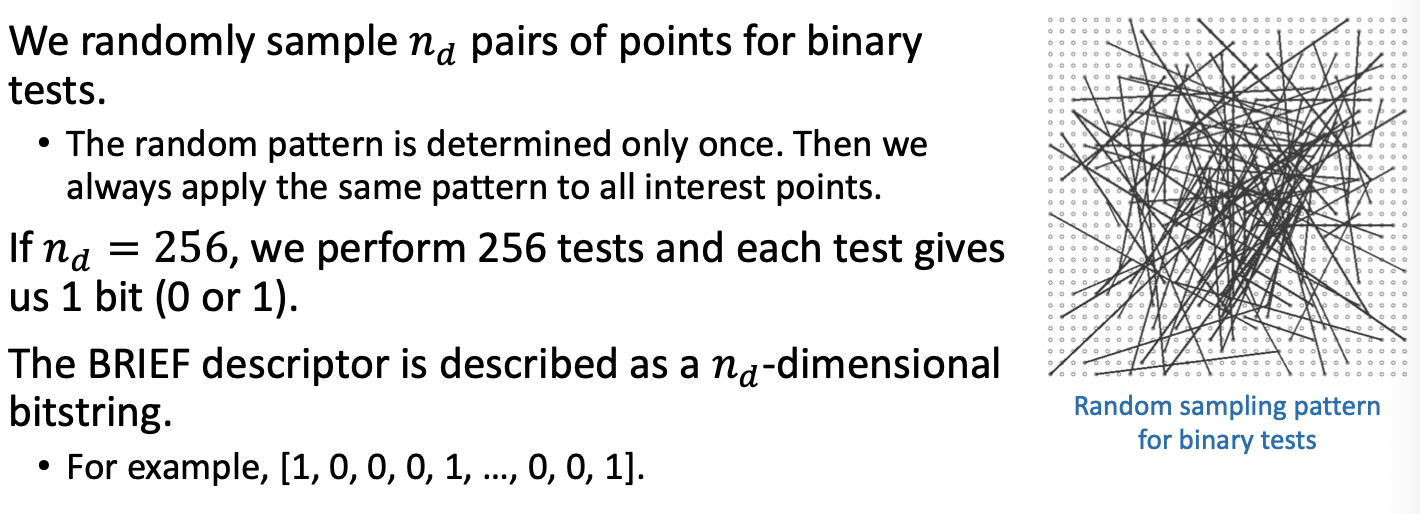 We randomly sample n_d pairs of points for binary
tests.
• The random pattern is determined only once. Then we
always apply the same pattern to all interest points.
If n_d = 256, we perform 256 tests and each test gives
us 1 bit (0 or 1).
The BRIEF descriptor is described as a n_d-dimensional
bitstring.
• For example, [1, 0, 0, 0, 1, ..., 0, 0, 1].
Random sampling pattern
for binary tests